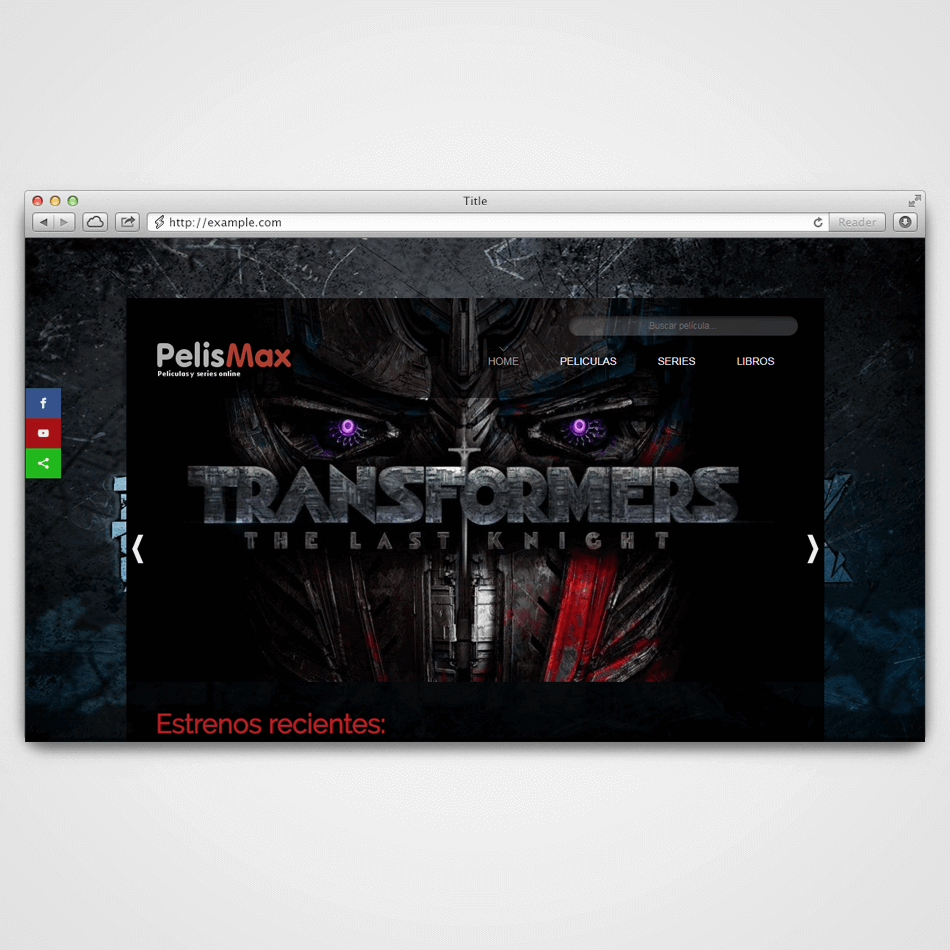 Title
http://example.com
Reader
Buscar pelicula...
PelisMax
Peliculas y series online
HOME
PELICULAS
SERIES
LIBROS
TRANSFORMERS
THE LAST KNIGHT
Estrenos recientes: